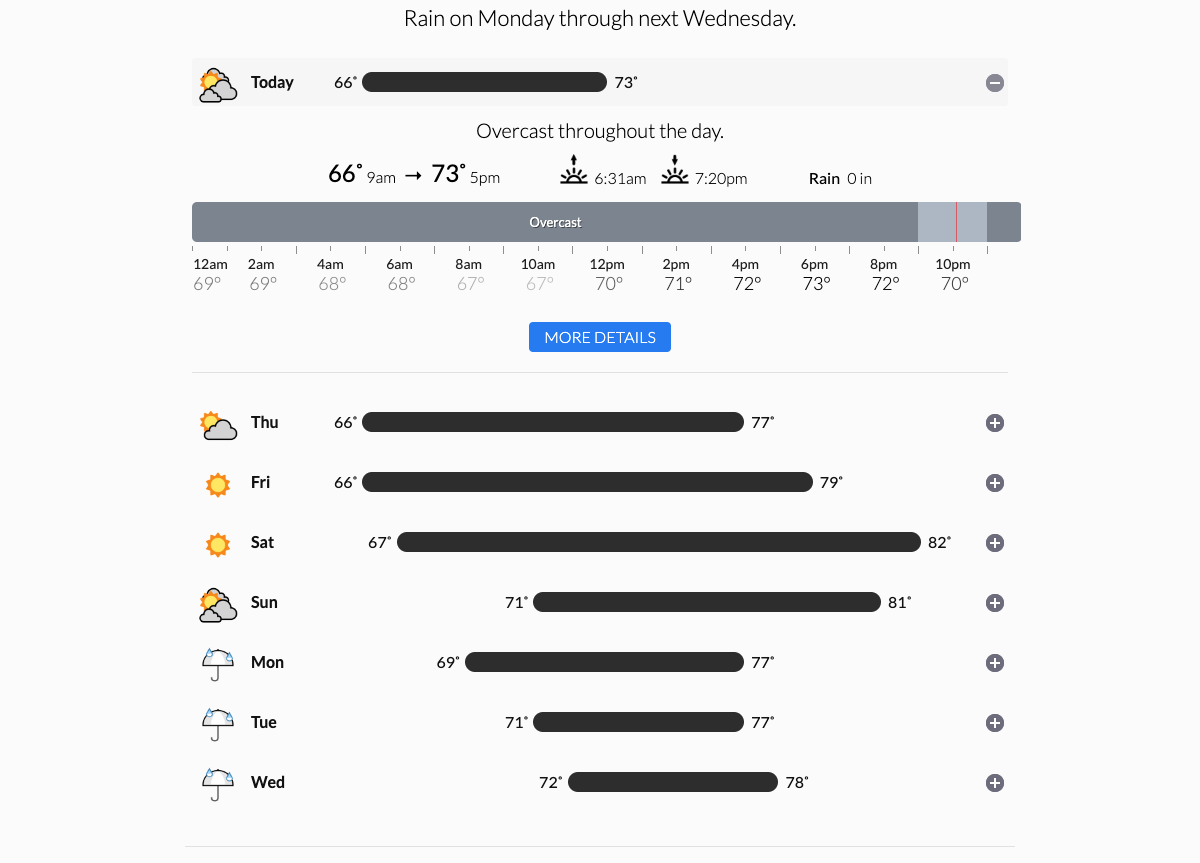 Rain on Monday through next Wednesday.
Today 66˚ 73˚
Overcast throughout the day.
66˚ 9am → 73˚ 5pm 6:31am 7:20pm Rain 0 in
Overcast
12am 2am 4am 6am 8am 10am 12pm 2pm 4pm 6pm 8pm 10pm
69° 69° 68° 68° 67° 67° 70° 71° 72° 73° 72° 70°
MORE DETAILS
Thu 66˚ 77˚
Fri 66˚ 79˚
Sat 67˚ 82˚
Sun 71˚ 81˚
Mon 69˚ 77˚
Tue 71˚ 77˚
Wed 72˚ 78˚